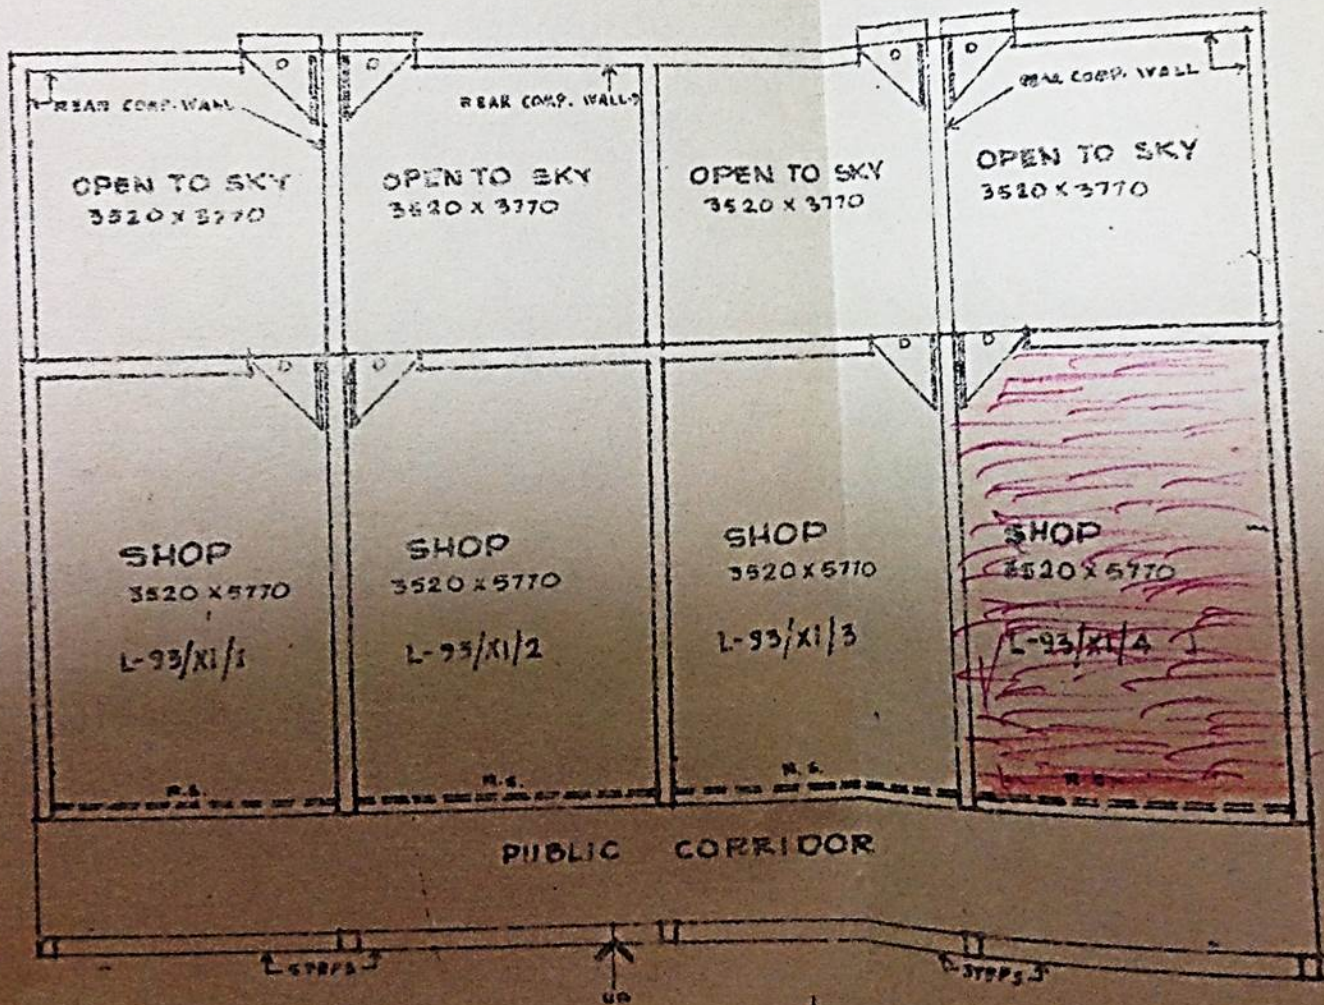 REAR COMP. WALL
REAR COMP. WALL
REAR COMP. WALL
OPEN TO SKY
3520 X 3770
OPEN TO SKY
3520 X 3770
OPEN TO SKY
3520 X 3770
OPEN TO SKY
3520 X 3770
SHOP
3520 X 5770
L-93/XI/1
SHOP
3520 X 5770
L-93/XI/2
SHOP
3520 X 5770
L-93/XI/3
SHOP
3520 X 5770
L-93/XI/4
R.S.
R.S.
R.S.
R.S.
PUBLIC CORRIDOR
STEPS
UP
STEPS